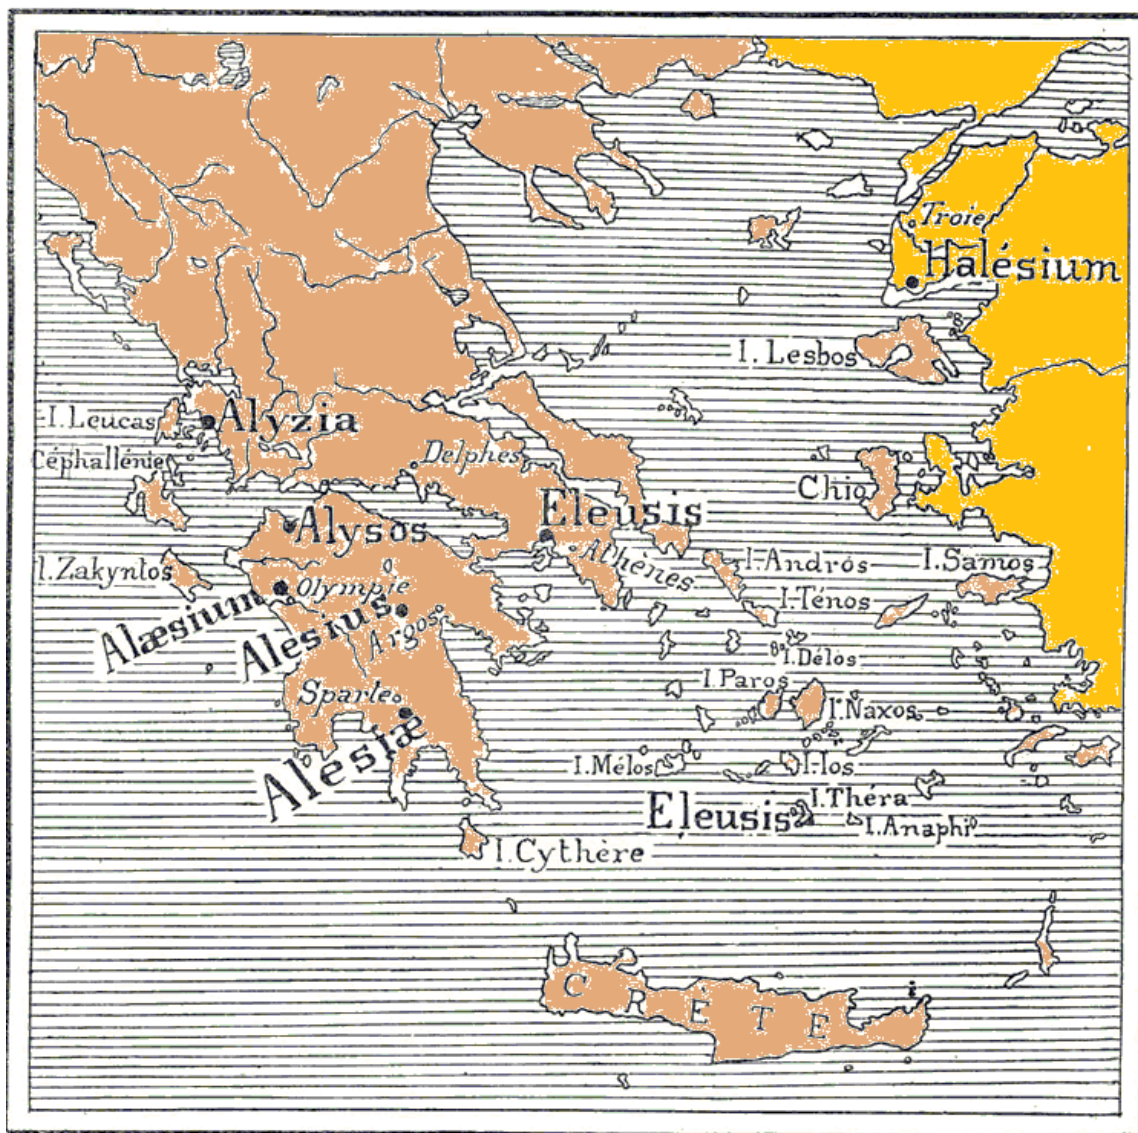 Troie
Halésium
I. Lesbos
I. Leucas
Alyzia
Céphallénie
Delphes
Chio
Eleusis
Alysos
Athènes
I. Andrós
I. Samos
I. Zakyntos
Olympie
Alæsium
Alesius
Argos
I. Ténos
I. Délos
I. Paros
Sparte
I. Naxos
Alesiæ
I. Mélos
I. Ios
I. Théra
Eleusis
I. Anaphi
I. Cythère
CRÈTE